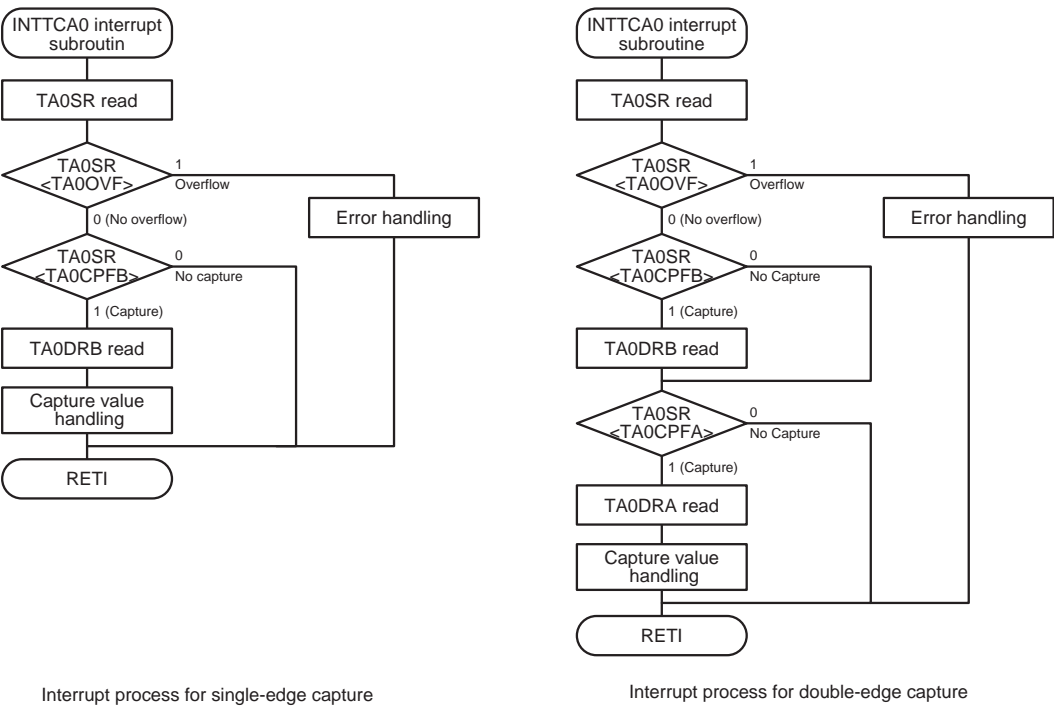 INTTCA0 interrupt
subroutin
TA0SR read
TA0SR
<TA0OVF>
1
Overflow
0 (No overflow)
Error handling
TA0SR
<TA0CPFB>
0
No capture
1 (Capture)
TA0DRB read
Capture value
handling
RETI
Interrupt process for single-edge capture
INTTCA0 interrupt
subroutine
TA0SR read
TA0SR
<TA0OVF>
1
Overflow
0 (No overflow)
Error handling
TA0SR
<TA0CPFB>
0
No Capture
1 (Capture)
TA0DRB read
TA0SR
<TA0CPFA>
0
No Capture
1 (Capture)
TA0DRA read
Capture value
handling
RETI
Interrupt process for double-edge capture